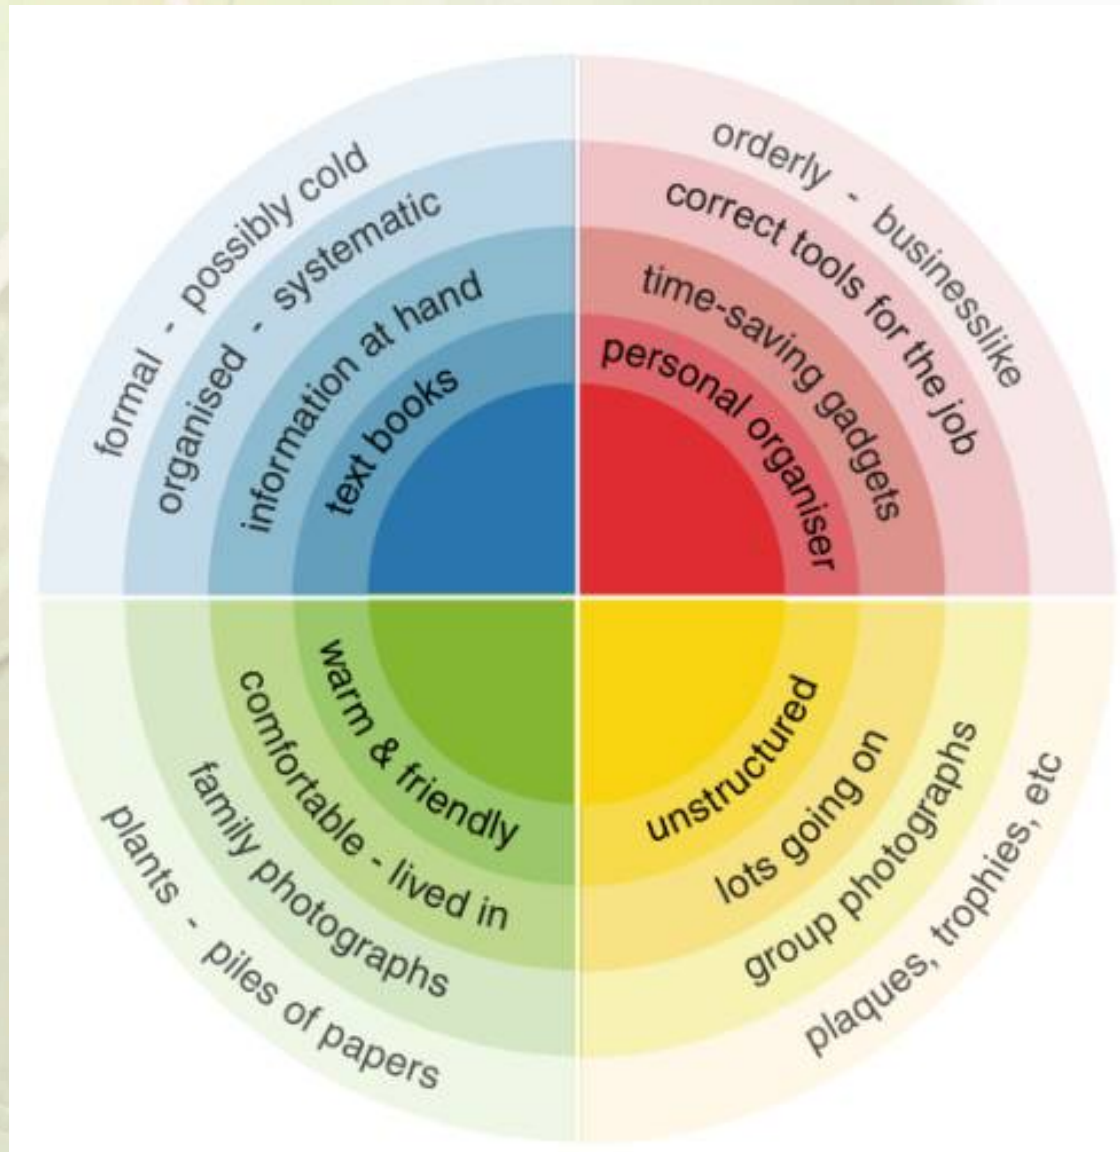 formal - possibly cold
organised - systematic
information at hand
text books
orderly - businesslike
correct tools for the job
time-saving gadgets
personal organiser
warm & friendly
comfortable - lived in
family photographs
plants - piles of papers
unstructured
lots going on
group photographs
plaques, trophies, etc